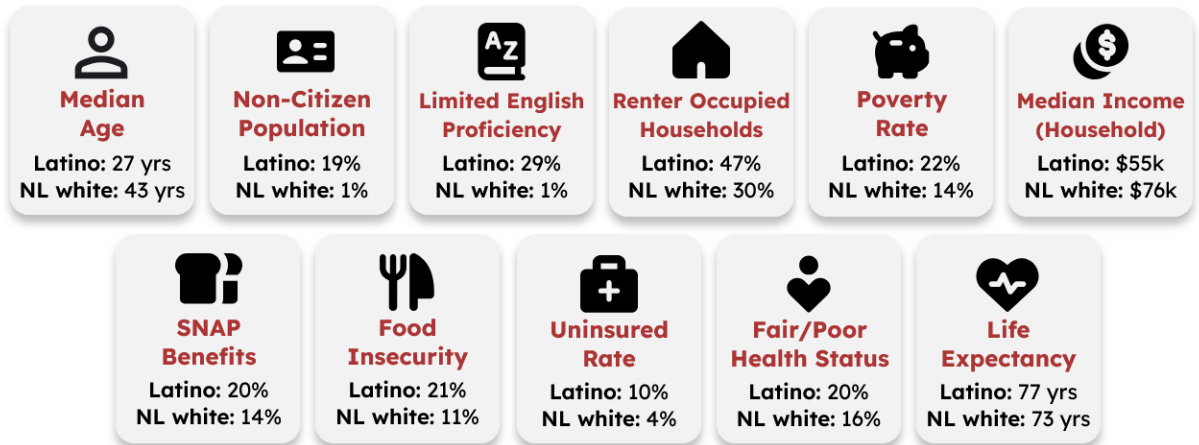 A Z
$
Median
Age
Latino: 27 yrs
NL white: 43 yrs
Non-Citizen
Population
Latino: 19%
NL white: 1%
Limited English
Proficiency
Latino: 29%
NL white: 1%
Renter Occupied
Households
Latino: 47%
NL white: 30%
Poverty
Rate
Latino: 22%
NL white: 14%
Median Income
(Household)
Latino: $55k
NL white: $76k
SNAP
Benefits
Latino: 20%
NL white: 14%
Food
Insecurity
Latino: 21%
NL white: 11%
Uninsured
Rate
Latino: 10%
NL white: 4%
Fair/Poor
Health Status
Latino: 20%
NL white: 16%
Life
Expectancy
Latino: 77 yrs
NL white: 73 yrs